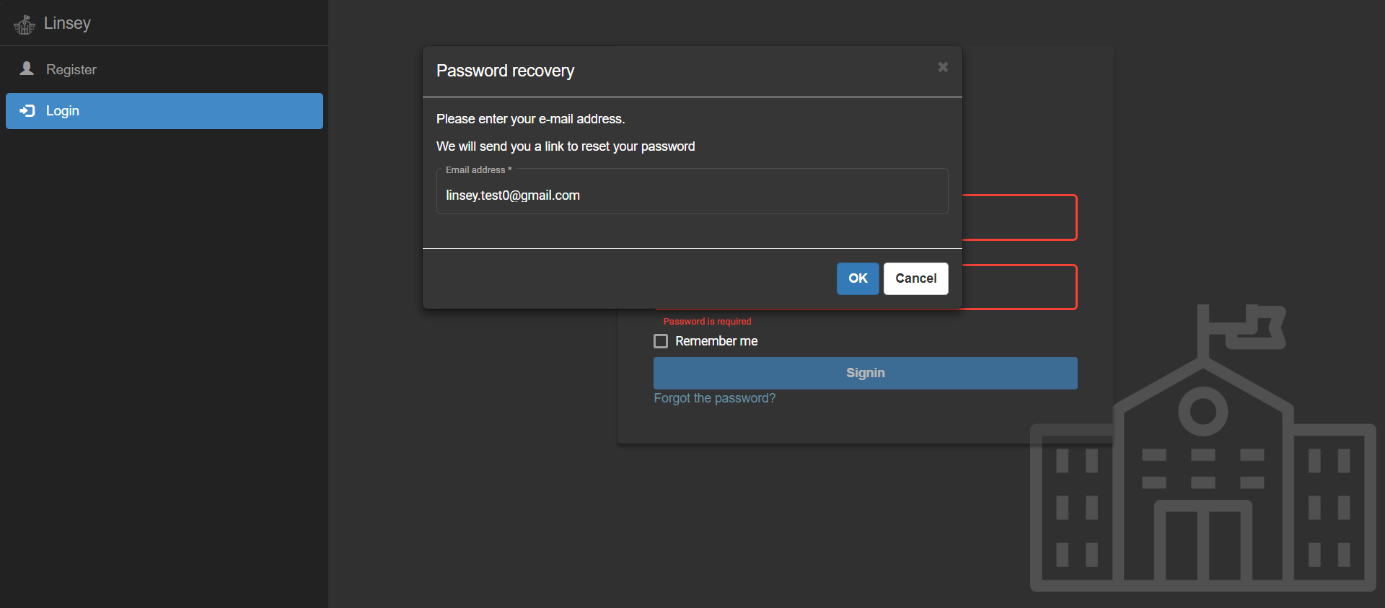 Linsey
Register
Login
Password recovery
Please enter your e-mail address.
We will send you a link to reset your password
Email address *
linsey.test0@gmail.com
OK
Cancel
Password is required
Remember me
Signin
Forgot the password?